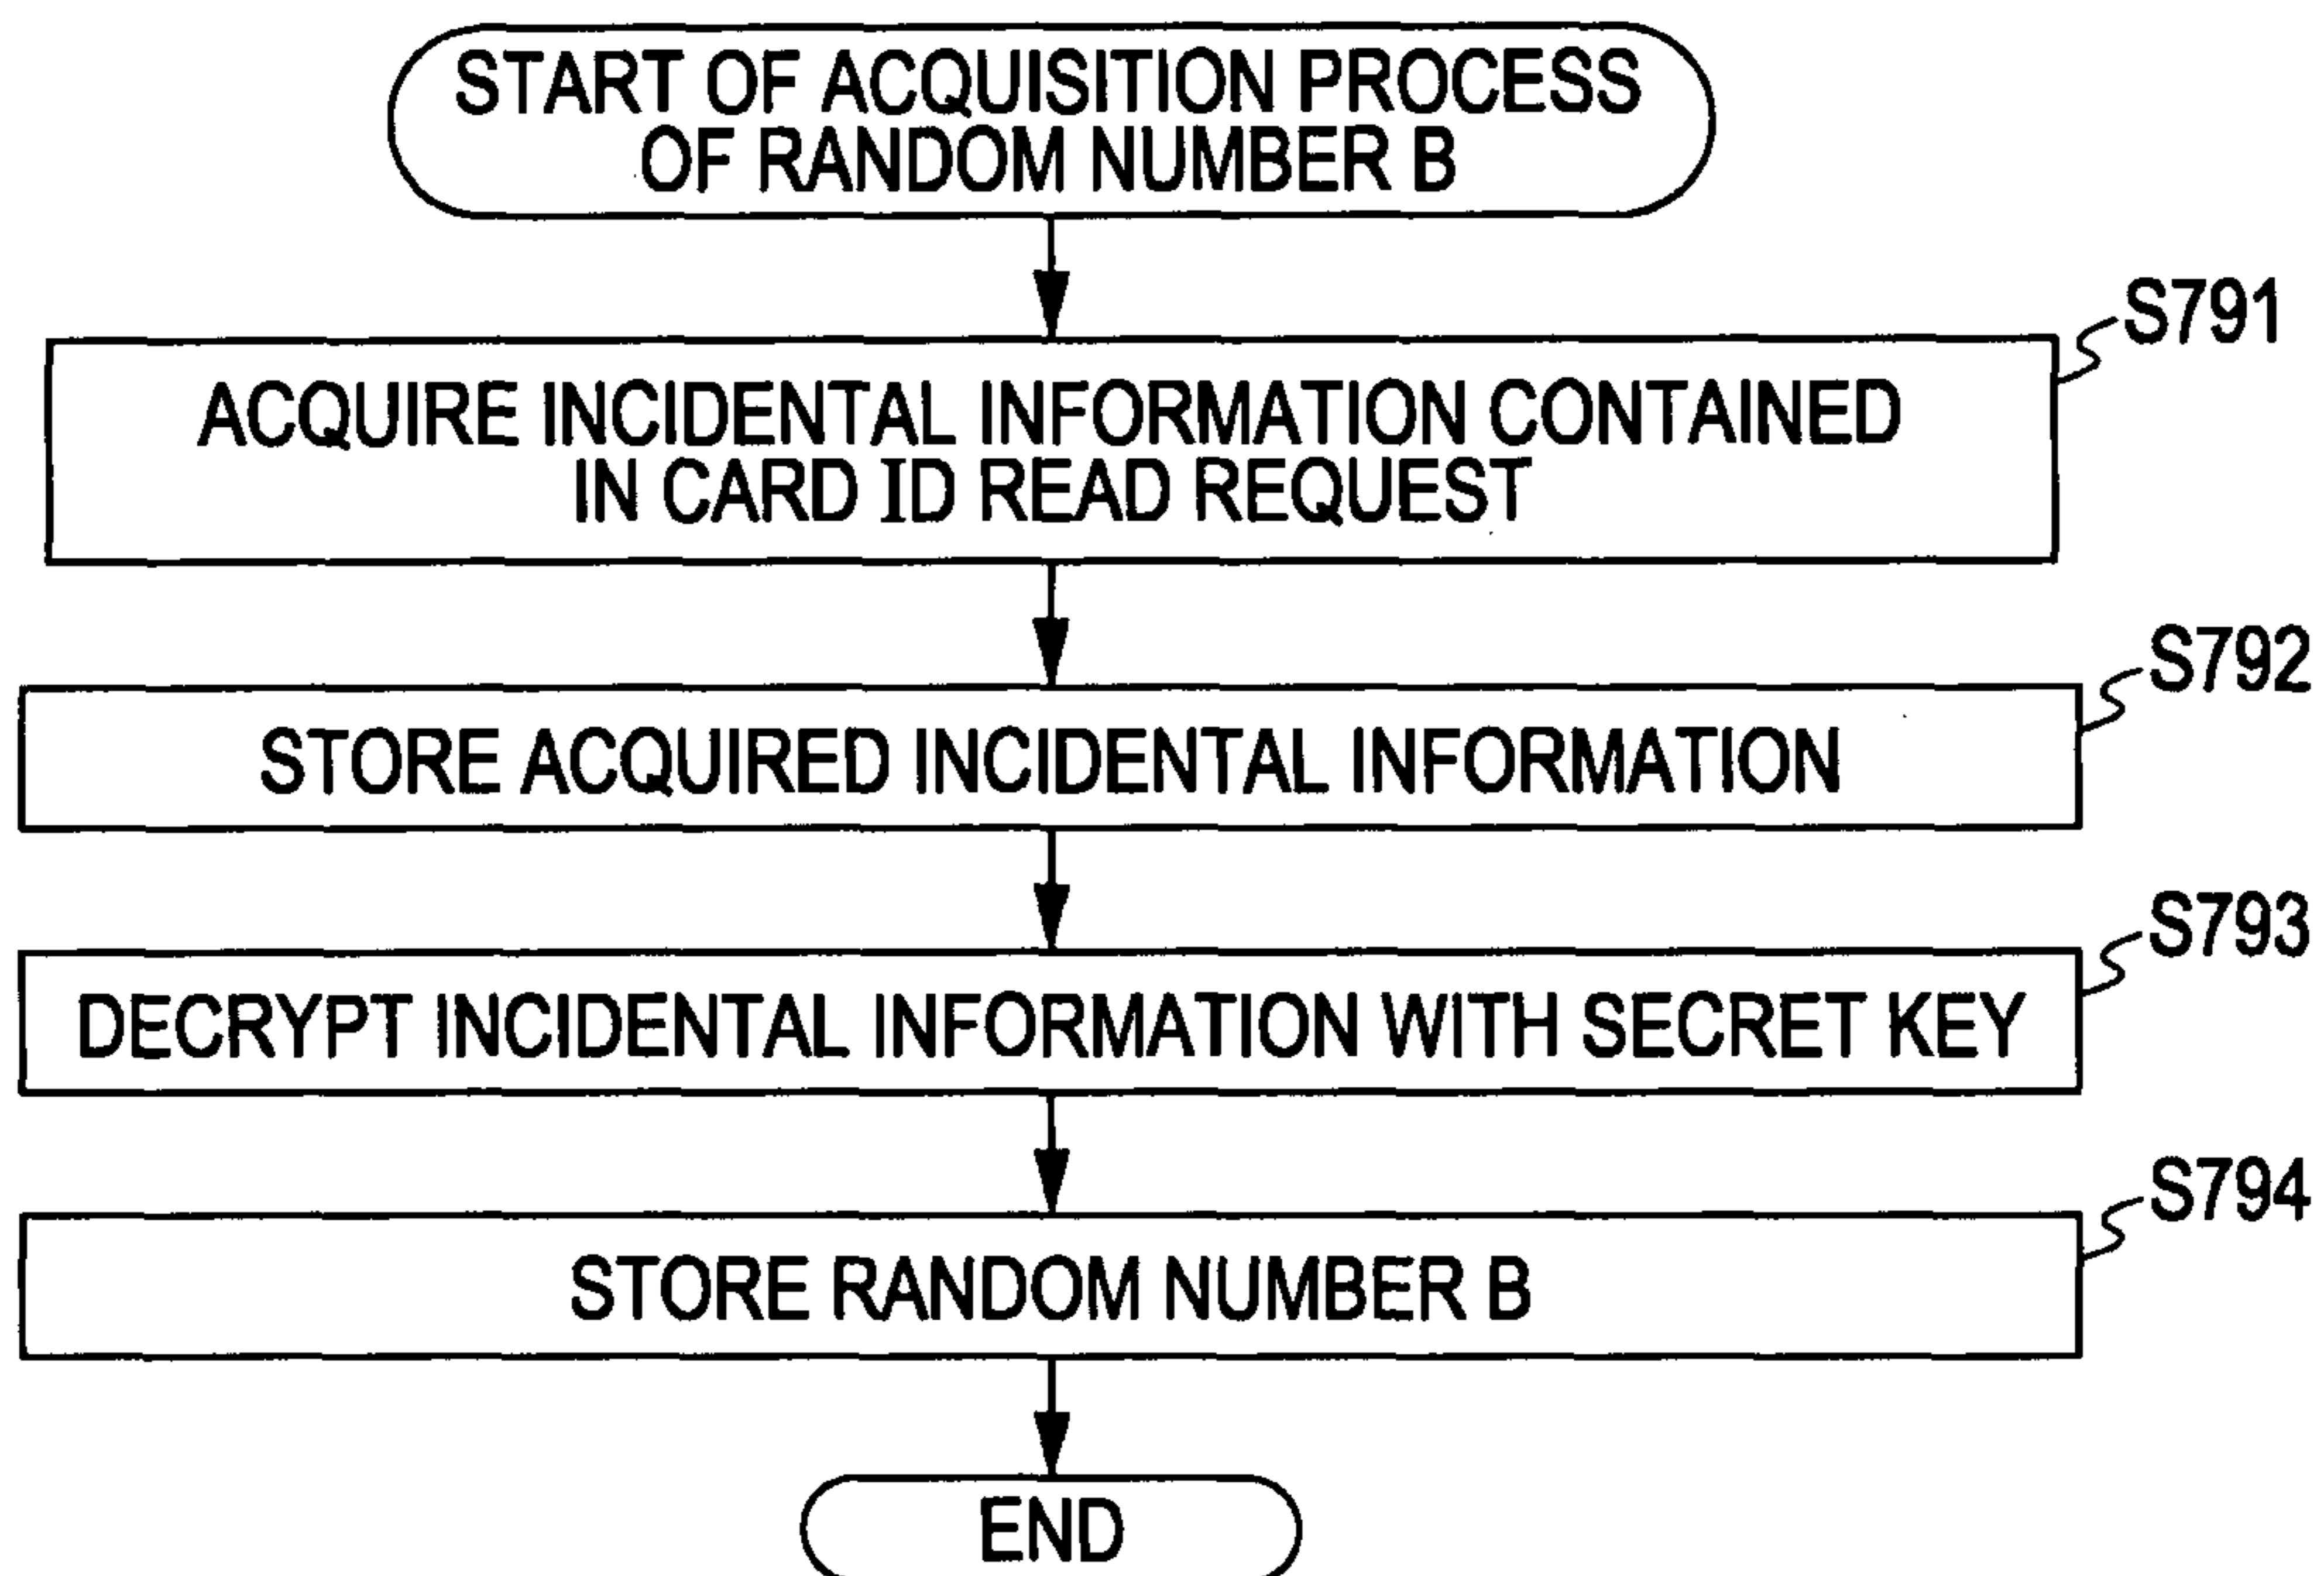 START OF ACQUISITION PROCESS
OF RANDOM NUMBER B
S791
ACQUIRE INCIDENTAL INFORMATION CONTAINED
IN CARD ID READ REQUEST
S792
STORE ACQUIRED INCIDENTAL INFORMATION
S793
DECRYPT INCIDENTAL INFORMATION WITH SECRET KEY
S794
STORE RANDOM NUMBER B
END